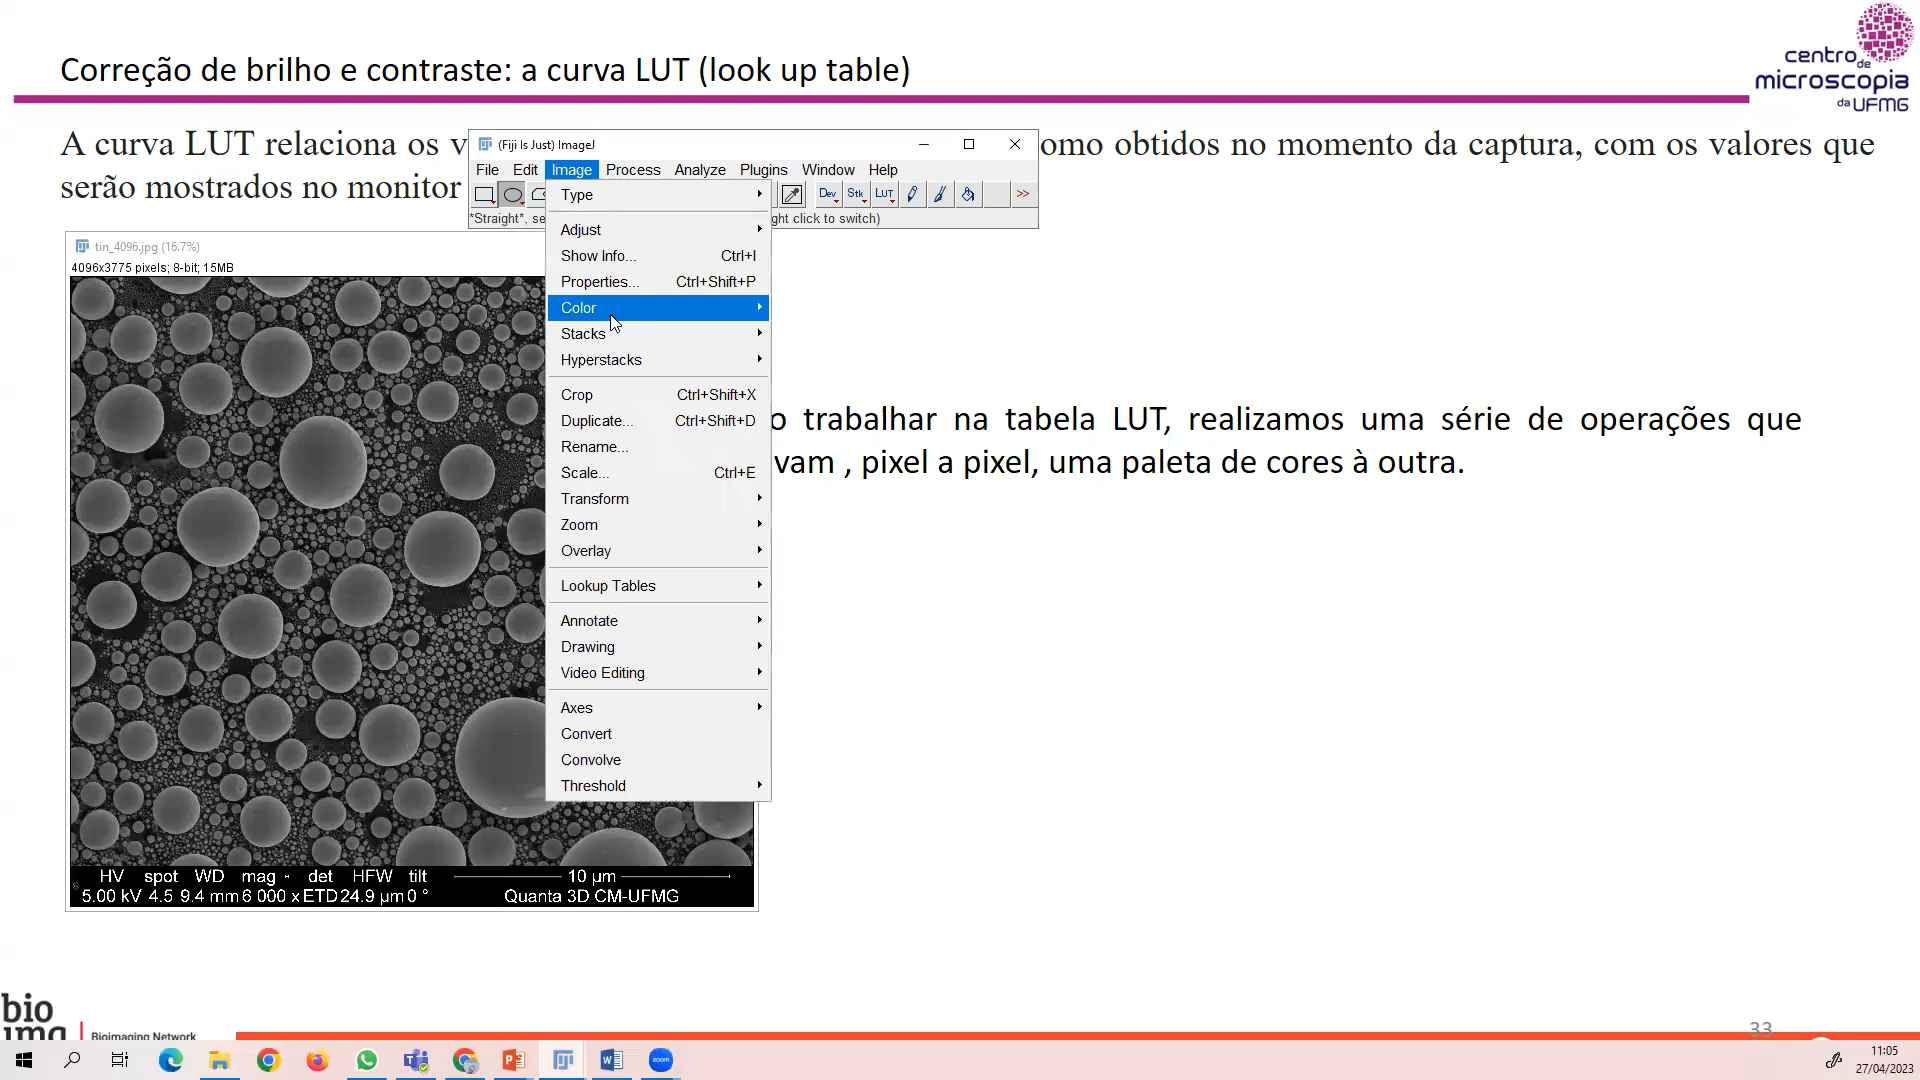 Correção de brilho e contraste: a curva LUT (look up table)
centro de
microscopia
da UFMG
A curva LUT relaciona os v
omo obtidos no momento da captura, com os valores que
serão mostrados no monitor
(Fiji Is Just) ImageJ
File Edit Image Process Analyze Plugins Window Help
Dev Stk LUT >>
*Straight*, se
ght click to switch)
Type
Adjust
Show Info... Ctrl+I
Properties... Ctrl+Shift+P
Color
Stacks
Hyperstacks
Crop Ctrl+Shift+X
Duplicate... Ctrl+Shift+D
Rename...
Scale... Ctrl+E
Transform
Zoom
Overlay
Lookup Tables
Annotate
Drawing
Video Editing
Axes
Convert
Convolve
Threshold
tin_4096.jpg (16.7%)
4096x3775 pixels; 8-bit; 15MB
o trabalhar na tabela LUT, realizamos uma série de operações que
vam , pixel a pixel, uma paleta de cores à outra.
HV spot WD mag det HFW tilt 10 µm
5.00 kV 4.5 9.4 mm 6 000 x ETD 24.9 µm 0 ° Quanta 3D CM-UFMG
bio
img
Bioimaging Network
33
zoom
11:05
27/04/2023